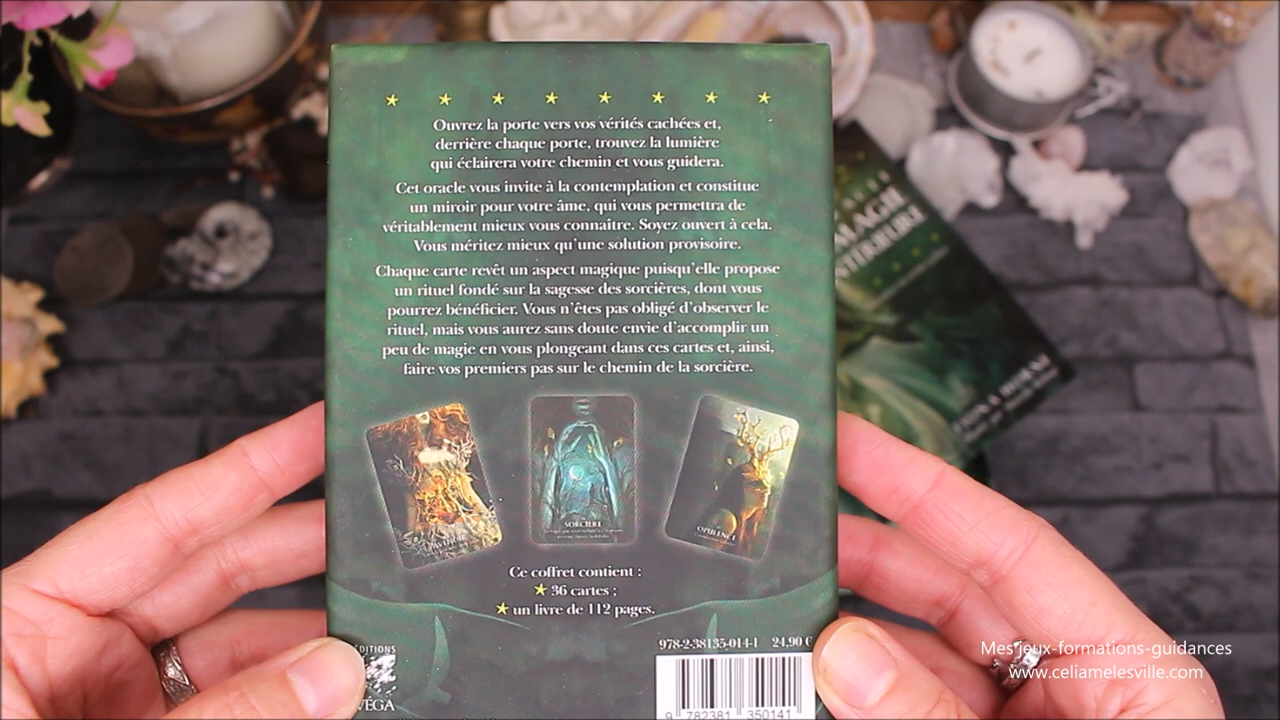 Ouvrez la porte vers vos vérités cachées et,
derrière chaque porte, trouvez la lumière
qui éclairera votre chemin et vous guidera.
Cet oracle vous invite à la contemplation et constitue
un miroir pour votre âme, qui vous permettra de
véritablement mieux vous connaître. Soyez ouvert à cela.
Vous méritez mieux qu'une solution provisoire.
Chaque carte revêt un aspect magique puisqu'elle propose
un rituel fondé sur la sagesse des sorcières, dont vous
pourrez bénéficier. Vous n'êtes pas obligé d'observer le
rituel, mais vous aurez sans doute envie d'accomplir un
peu de magie en vous plongeant dans ces cartes et, ainsi,
faire vos premiers pas sur le chemin de la sorcière.
SORCIÈRE
OPULENCE
Ce coffret contient :
36 cartes ;
un livre de 112 pages.
978-2-38135-014-1 24,90 €
9 782381 350141
MAGIE
Mes jeux-formations-guidances
www.celiamelesville.com